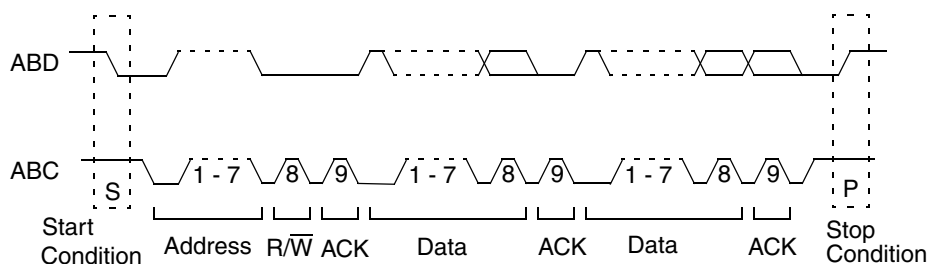 ABD
ABC
S 1 - 7 8 9 1 - 7 8 9 1 - 7 8 9 P
Start
Condition
Address R/W̅ ACK Data ACK Data ACK
Stop
Condition